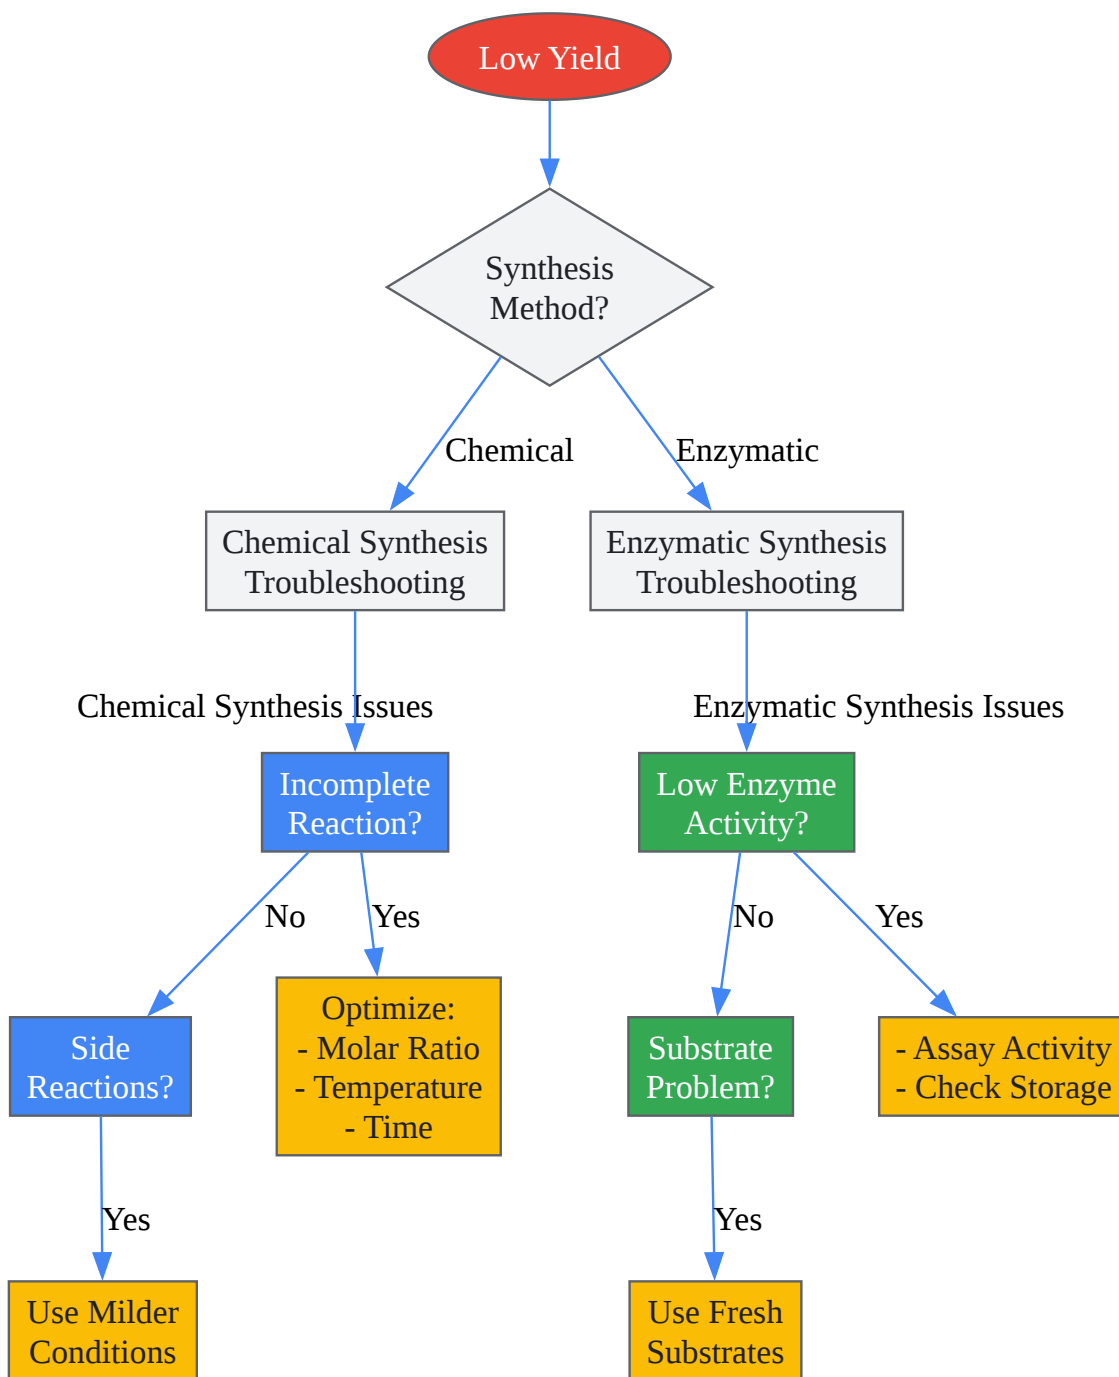 Low Yield
Synthesis
Method?
Chemical
Enzymatic
Chemical Synthesis
Troubleshooting
Enzymatic Synthesis
Troubleshooting
Chemical Synthesis Issues
Enzymatic Synthesis Issues
Incomplete
Reaction?
Low Enzyme
Activity?
No
Yes
No
Yes
Optimize:
- Molar Ratio
- Temperature
- Time
Side
Reactions?
Substrate
Problem?
- Assay Activity
- Check Storage
Yes
Yes
Use Milder
Conditions
Use Fresh
Substrates